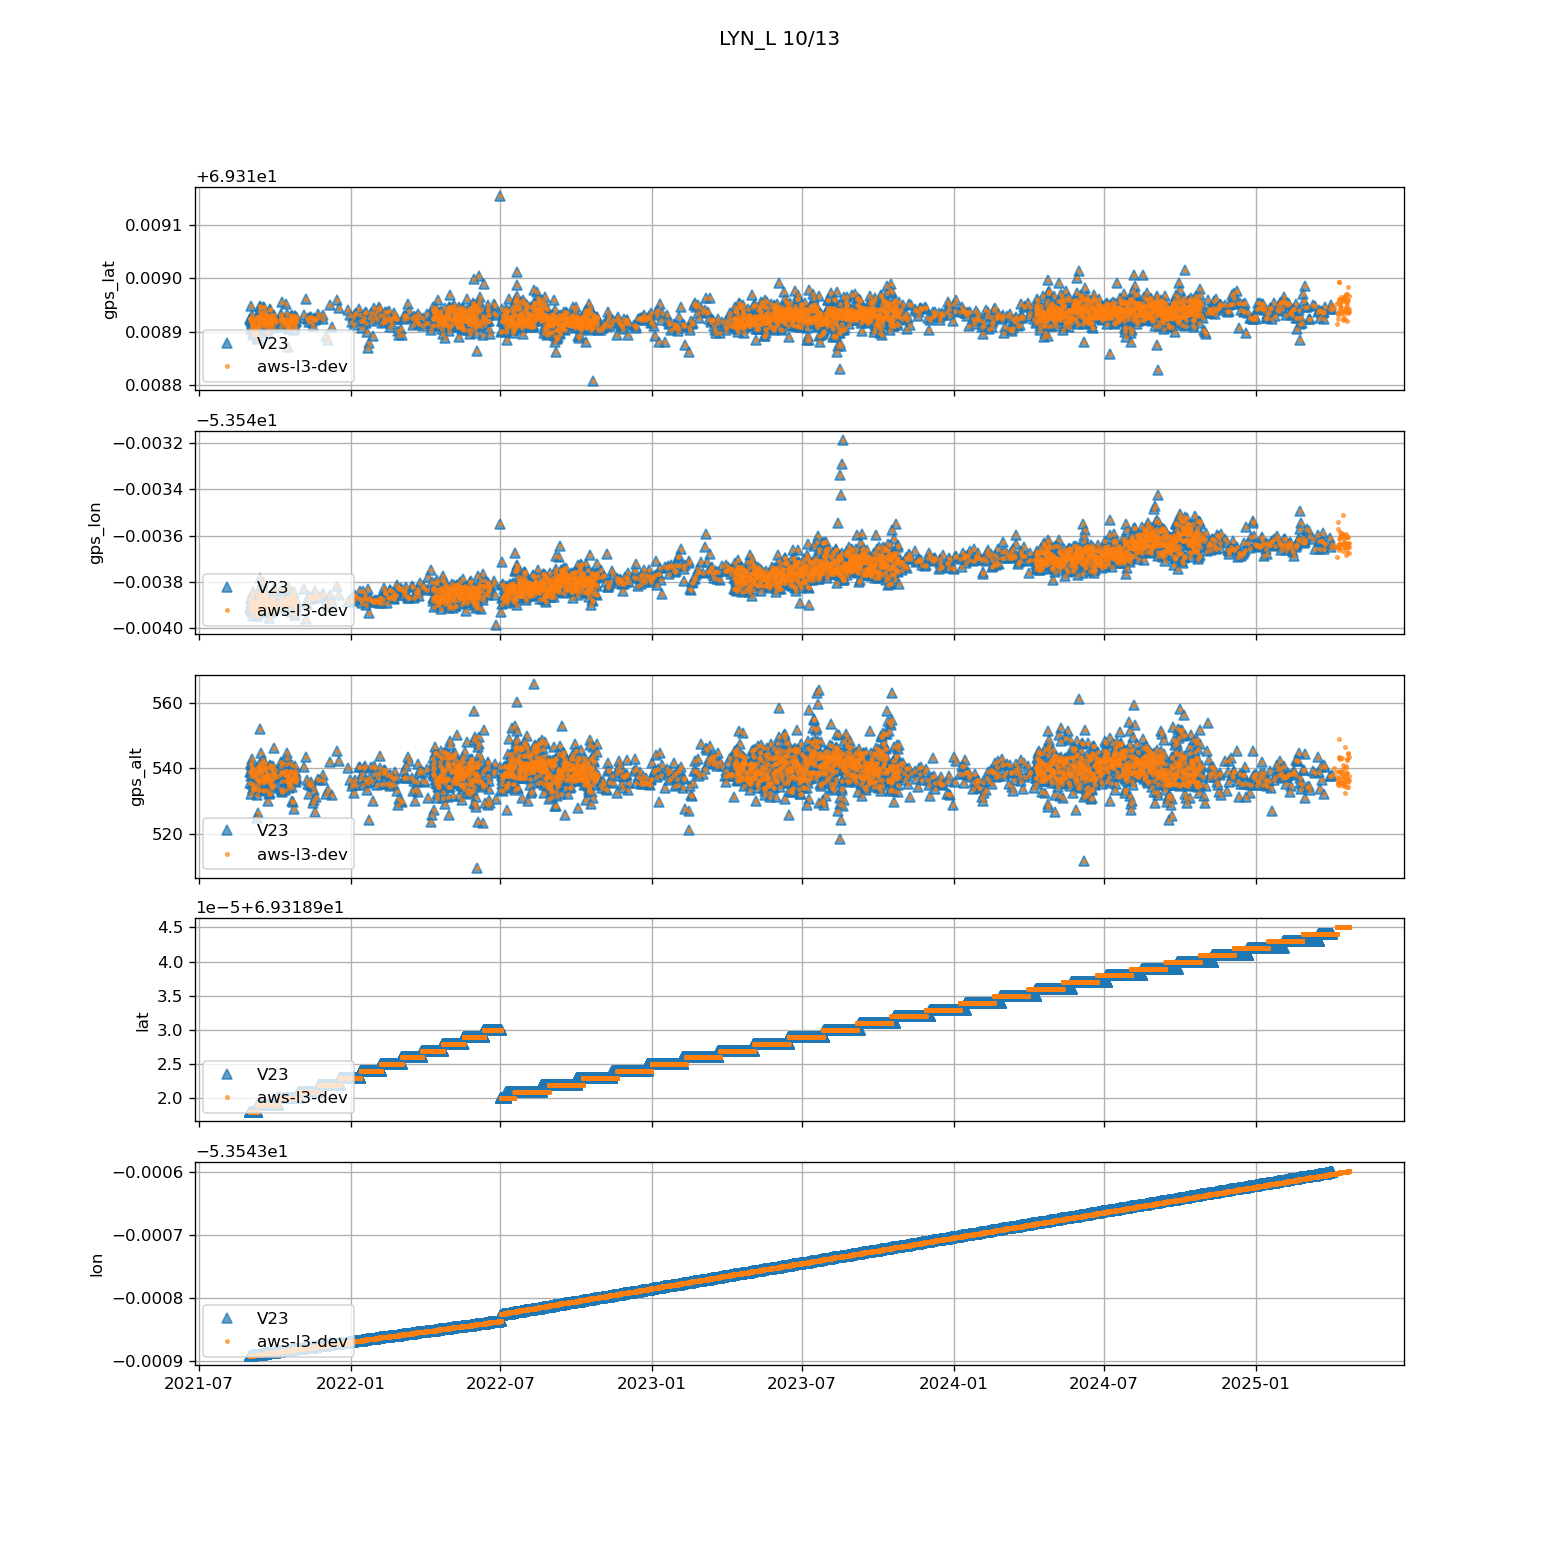 LYN_L 10/13
+6.931e1
0.0091
0.0090
0.0089
0.0088
gps_lat
V23
aws-l3-dev
−5.354e1
−0.0032
−0.0034
−0.0036
−0.0038
−0.0040
gps_lon
V23
aws-l3-dev
560
540
520
gps_alt
V23
aws-l3-dev
1e−5+6.93189e1
4.5
4.0
3.5
3.0
2.5
2.0
lat
V23
aws-l3-dev
−5.3543e1
−0.0006
−0.0007
−0.0008
−0.0009
lon
V23
aws-l3-dev
2021-07 2022-01 2022-07 2023-01 2023-07 2024-01 2024-07 2025-01